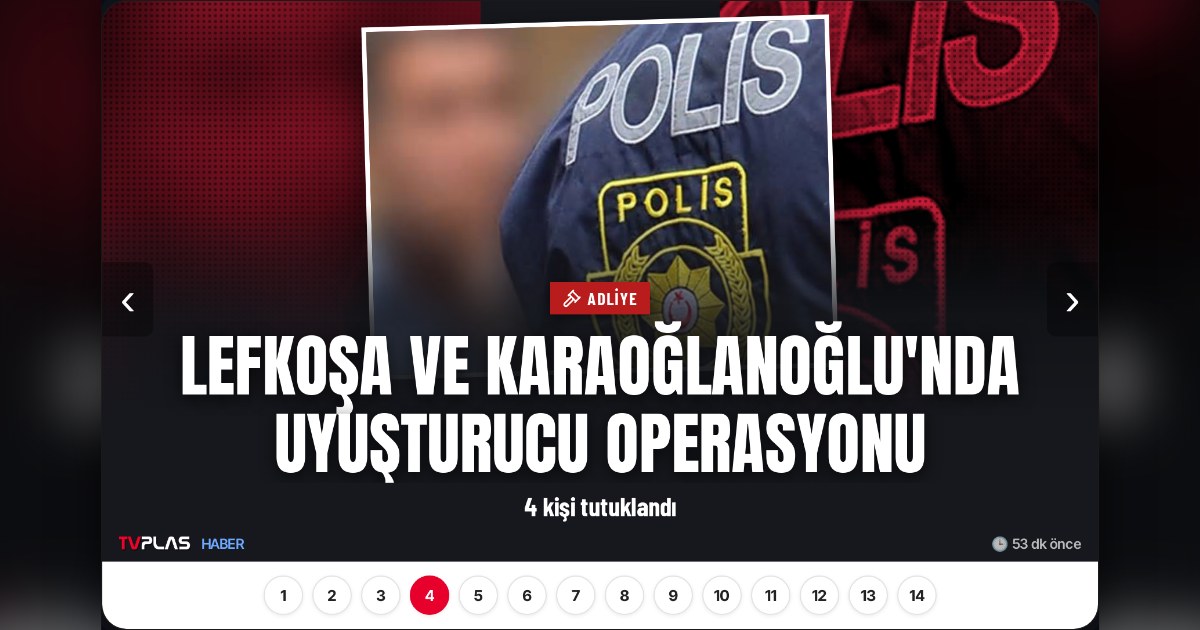 POLİS
POLİS
LİS
İS
ADLİYE
LEFKOŞA VE KARAOĞLANOĞLU'NDA
UYUŞTURUCU OPERASYONU
4 kişi tutuklandı
TVPLAS HABER
53 dk önce
1 2 3 4 5 6 7 8 9 10 11 12 13 14